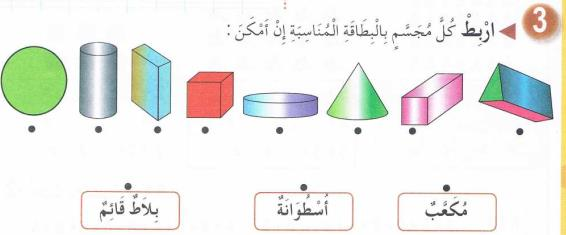 3 ◀ ارْبِطْ كُلَّ مُجَسَّمٍ بِالْبِطَاقَةِ الْمُنَاسِبَةِ إِنْ أَمْكَنَ :
مُكَعَّبٌ أُسْطُوَانَةٌ بِلَاطٌ قَائِمٌ